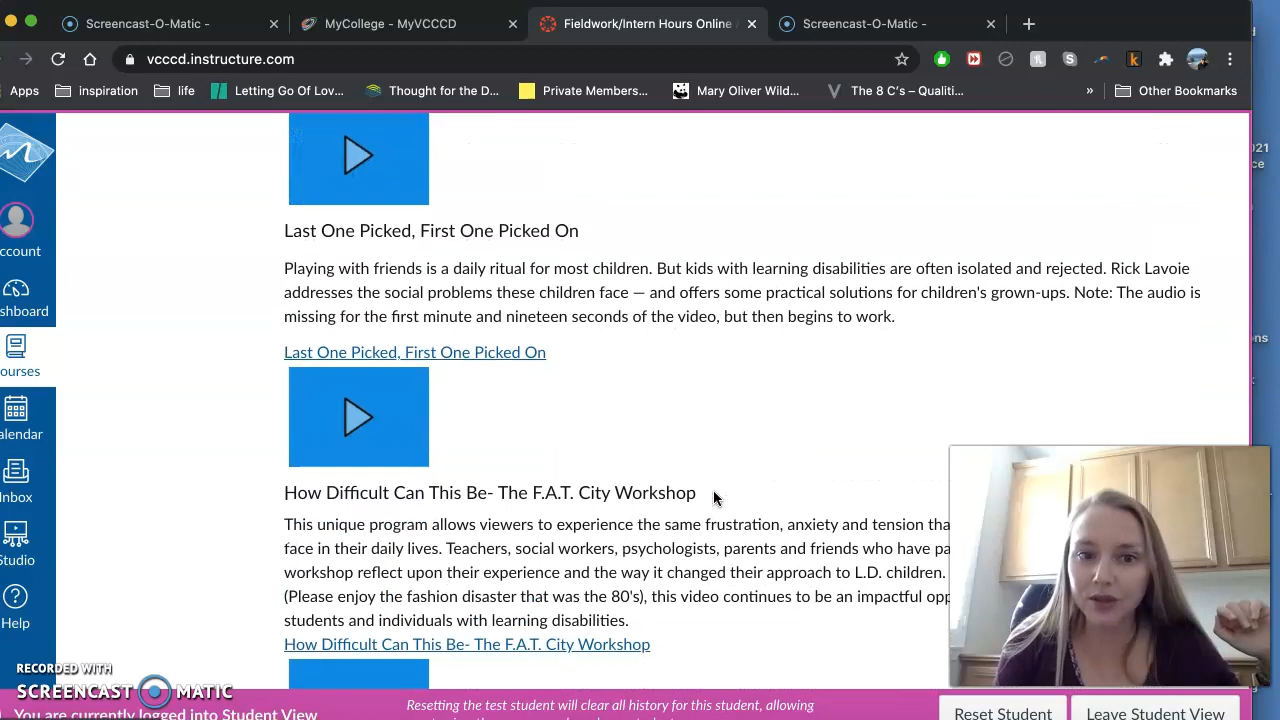 Screencast-O-Matic -
MyCollege - MyVCCCD
Fieldwork/Intern Hours Online
Screencast-O-Matic -
vcccd.instructure.com
Apps
inspiration
life
Letting Go Of Lov...
Thought for the D...
Private Members...
Mary Oliver Wild...
The 8 C's – Qualiti...
»
Other Bookmarks
ccount
shboard
ourses
alendar
Inbox
Studio
Help
Last One Picked, First One Picked On
Playing with friends is a daily ritual for most children. But kids with learning disabilities are often isolated and rejected. Rick Lavoie
addresses the social problems these children face — and offers some practical solutions for children's grown-ups. Note: The audio is
missing for the first minute and nineteen seconds of the video, but then begins to work.
Last One Picked, First One Picked On
How Difficult Can This Be- The F.A.T. City Workshop
This unique program allows viewers to experience the same frustration, anxiety and tension tha
face in their daily lives. Teachers, social workers, psychologists, parents and friends who have pa
workshop reflect upon their experience and the way it changed their approach to L.D. children.
(Please enjoy the fashion disaster that was the 80's), this video continues to be an impactful opp
students and individuals with learning disabilities.
How Difficult Can This Be- The F.A.T. City Workshop
RECORDED WITH
SCREENCAST MATIC
You are currently logged into Student View
Resetting the test student will clear all history for this student, allowing
Reset Student
Leave Student View
021
ce
ons